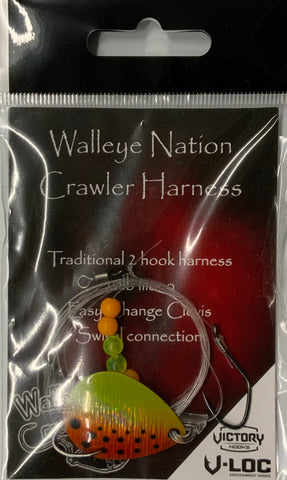 Walleye Nation
Crawler Harness
Traditional 2 hook harness
Easy Change Clevis
Swivel connection
VICTORY
HOOKS
V-LOC
CONTAINMENT HOOKS